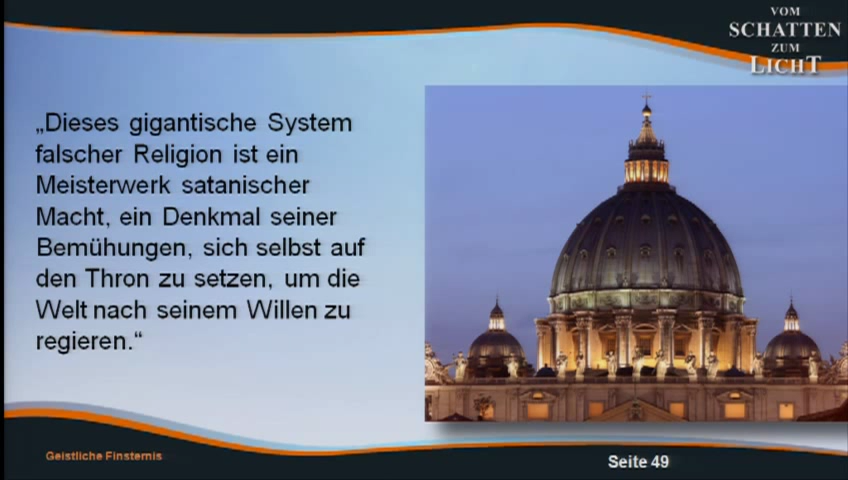 VOM
SCHATTEN
ZUM
LICHT
„Dieses gigantische System
falscher Religion ist ein
Meisterwerk satanischer
Macht, ein Denkmal seiner
Bemühungen, sich selbst auf
den Thron zu setzen, um die
Welt nach seinem Willen zu
regieren.“
Geistliche Finsternis
Seite 49